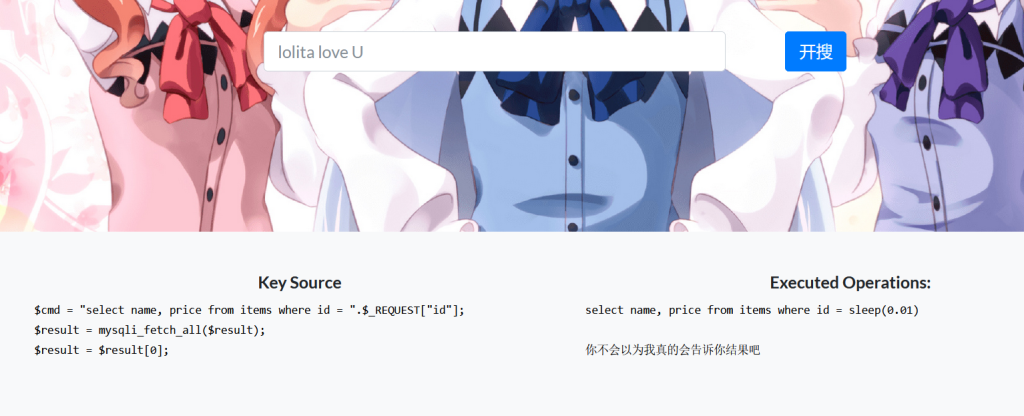 lolita love U
开搜
Key Source
$cmd = "select name, price from items where id = ".$_REQUEST["id"];
$result = mysqli_fetch_all($result);
$result = $result[0];
Executed Operations:
select name, price from items where id = sleep(0.01)
你不会以为我真的会告诉你结果吧